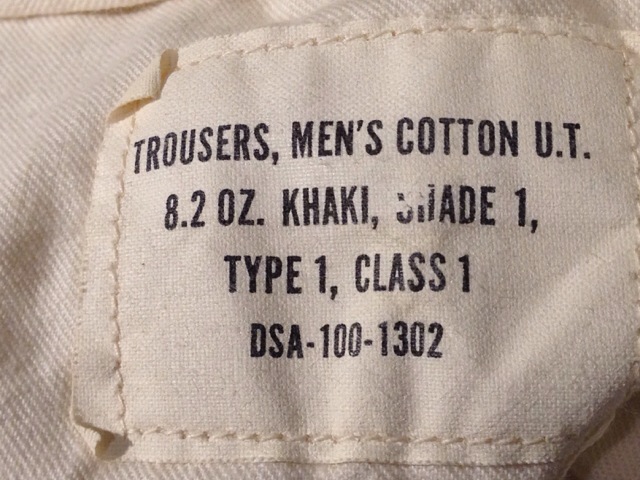 TROUSERS, MEN'S COTTON U.T.
8.2 OZ. KHAKI, SHADE 1,
TYPE 1, CLASS 1
DSA-100-1302